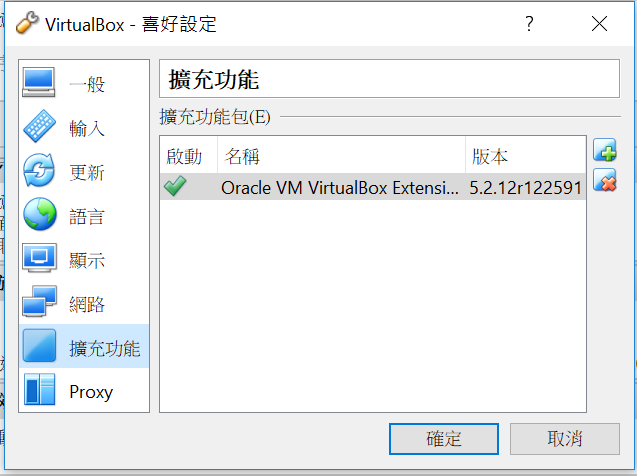 VirtualBox - 喜好設定
一般
輸入
更新
語言
顯示
網路
擴充功能
Proxy
擴充功能
擴充功能包(E)
啟動 名稱 版本
Oracle VM VirtualBox Extensi... 5.2.12r122591
確定 取消